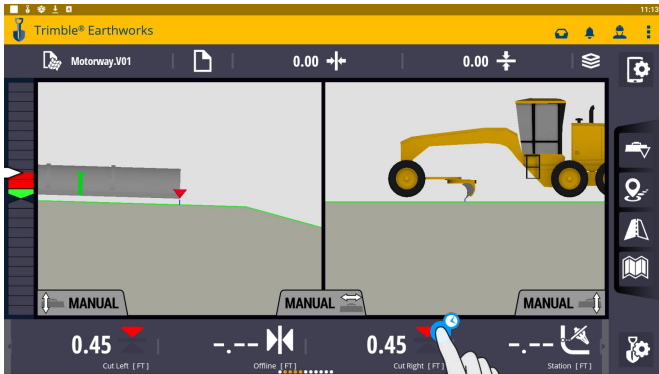 11:13
Trimble® Earthworks
Motorway.V01
0.00
0.00
MANUAL
MANUAL
MANUAL
0.45
-.--
0.45
-.--
Cut Left [FT]
Offline [FT]
Cut Right [FT]
Station [FT]